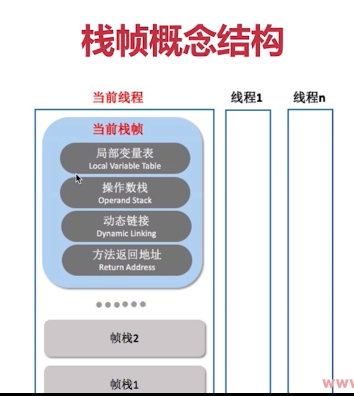 栈帧概念结构
当前线程 线程1 线程n
当前栈帧
局部变量表
Local Variable Table
操作数栈
Operand Stack
动态链接
Dynamic Linking
方法返回地址
Return Address
帧栈2
帧栈1
www